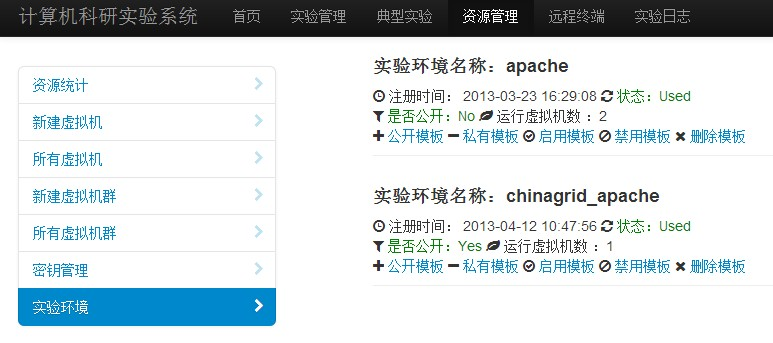 计算机科研实验系统 首页 实验管理 典型实验 资源管理 远程终端 实验日志
资源统计
新建虚拟机
所有虚拟机
新建虚拟机群
所有虚拟机群
密钥管理
实验环境
实验环境名称：apache
注册时间： 2013-03-23 16:29:08 状态：Used
是否公开：No 运行虚拟机数 ：2
公开模板 私有模板 启用模板 禁用模板 删除模板
实验环境名称：chinagrid_apache
注册时间： 2013-04-12 10:47:56 状态：Used
是否公开：Yes 运行虚拟机数 ：1
公开模板 私有模板 启用模板 禁用模板 删除模板